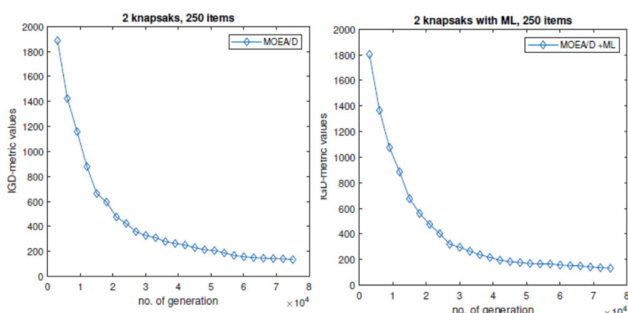 2 knapsaks, 250 items
MOEA/D
2000
1800
1600
1400
1200
1000
800
600
400
200
0
IGD-metric values
0 1 2 3 4 5 6 7 8
no. of generation
×10⁴
2 knapsaks with ML, 250 items
MOEA/D +ML
2000
1800
1600
1400
1200
1000
800
600
400
200
0
IGD-metric values
0 1 2 3 4 5 6 7 8
no. of generation
×10⁴